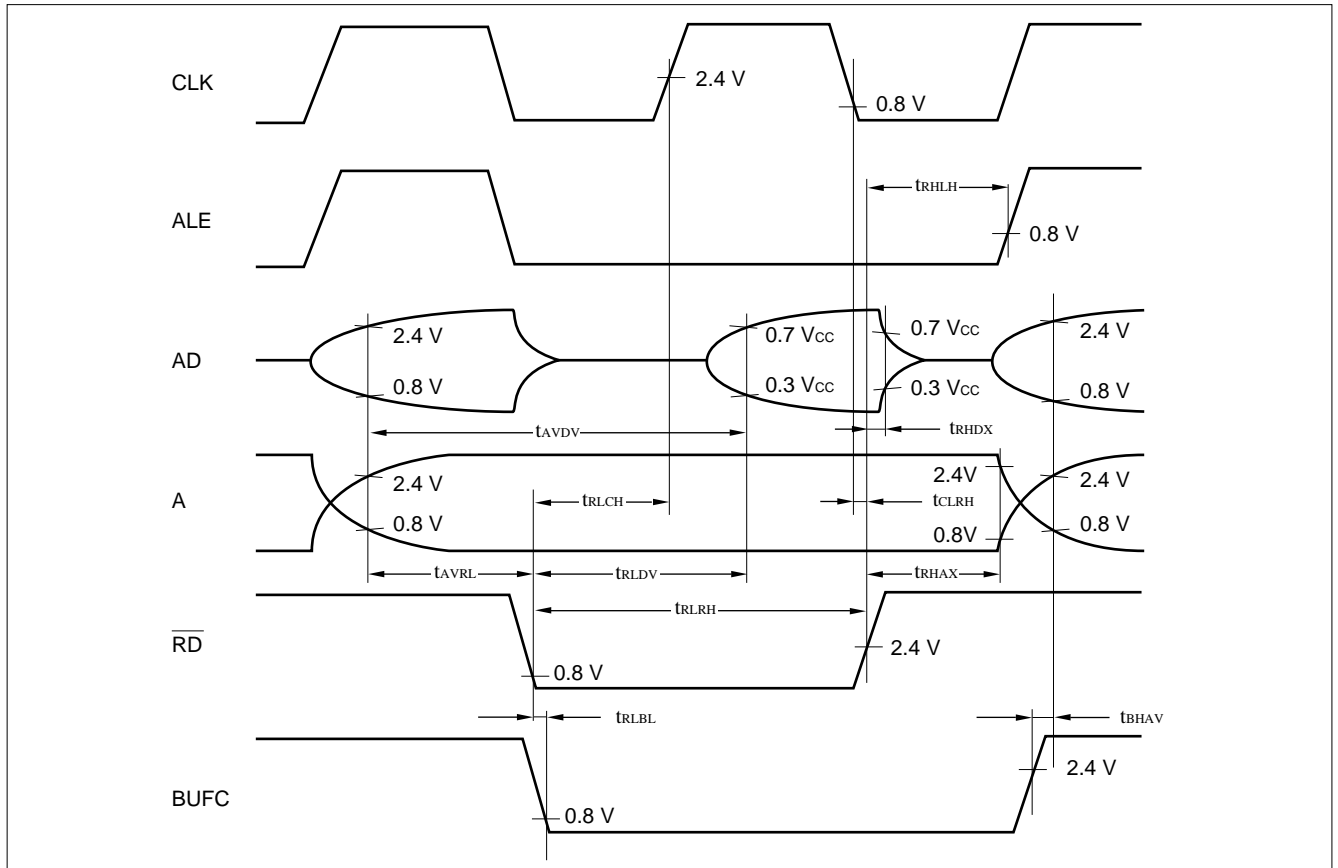 CLK
2.4 V
0.8 V
tRHLH
ALE
0.8 V
AD
2.4 V
0.8 V
0.7 VCC
0.3 VCC
0.7 VCC
0.3 VCC
2.4 V
0.8 V
tAVDV
tRHDX
A
2.4 V
0.8 V
tRLCH
2.4V
0.8V
tCLRH
2.4 V
0.8 V
tAVRL
tRLDV
tRHAX
tRLRH
RD
0.8 V
2.4 V
tRLBL
tBHAV
BUFC
0.8 V
2.4 V